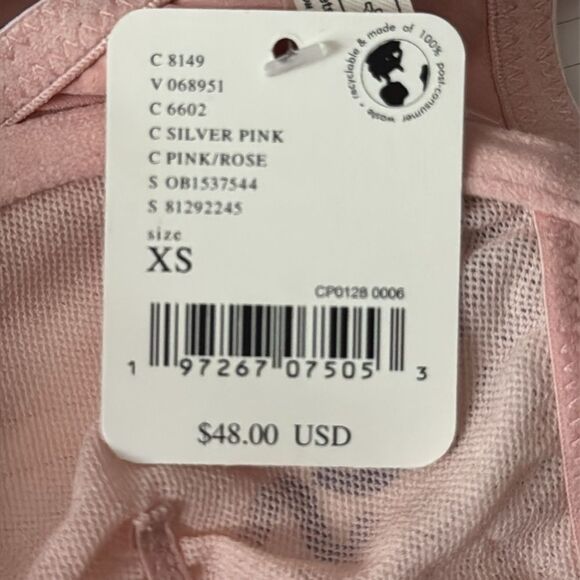 C 8149
V 068951
C 6602
C SILVER PINK
C PINK/ROSE
S OB1537544
S 81292245
size
XS
CP0128 0006
1 97267 07505 3
$48.00 USD
recyclable & made of 100% post-consumer waste •